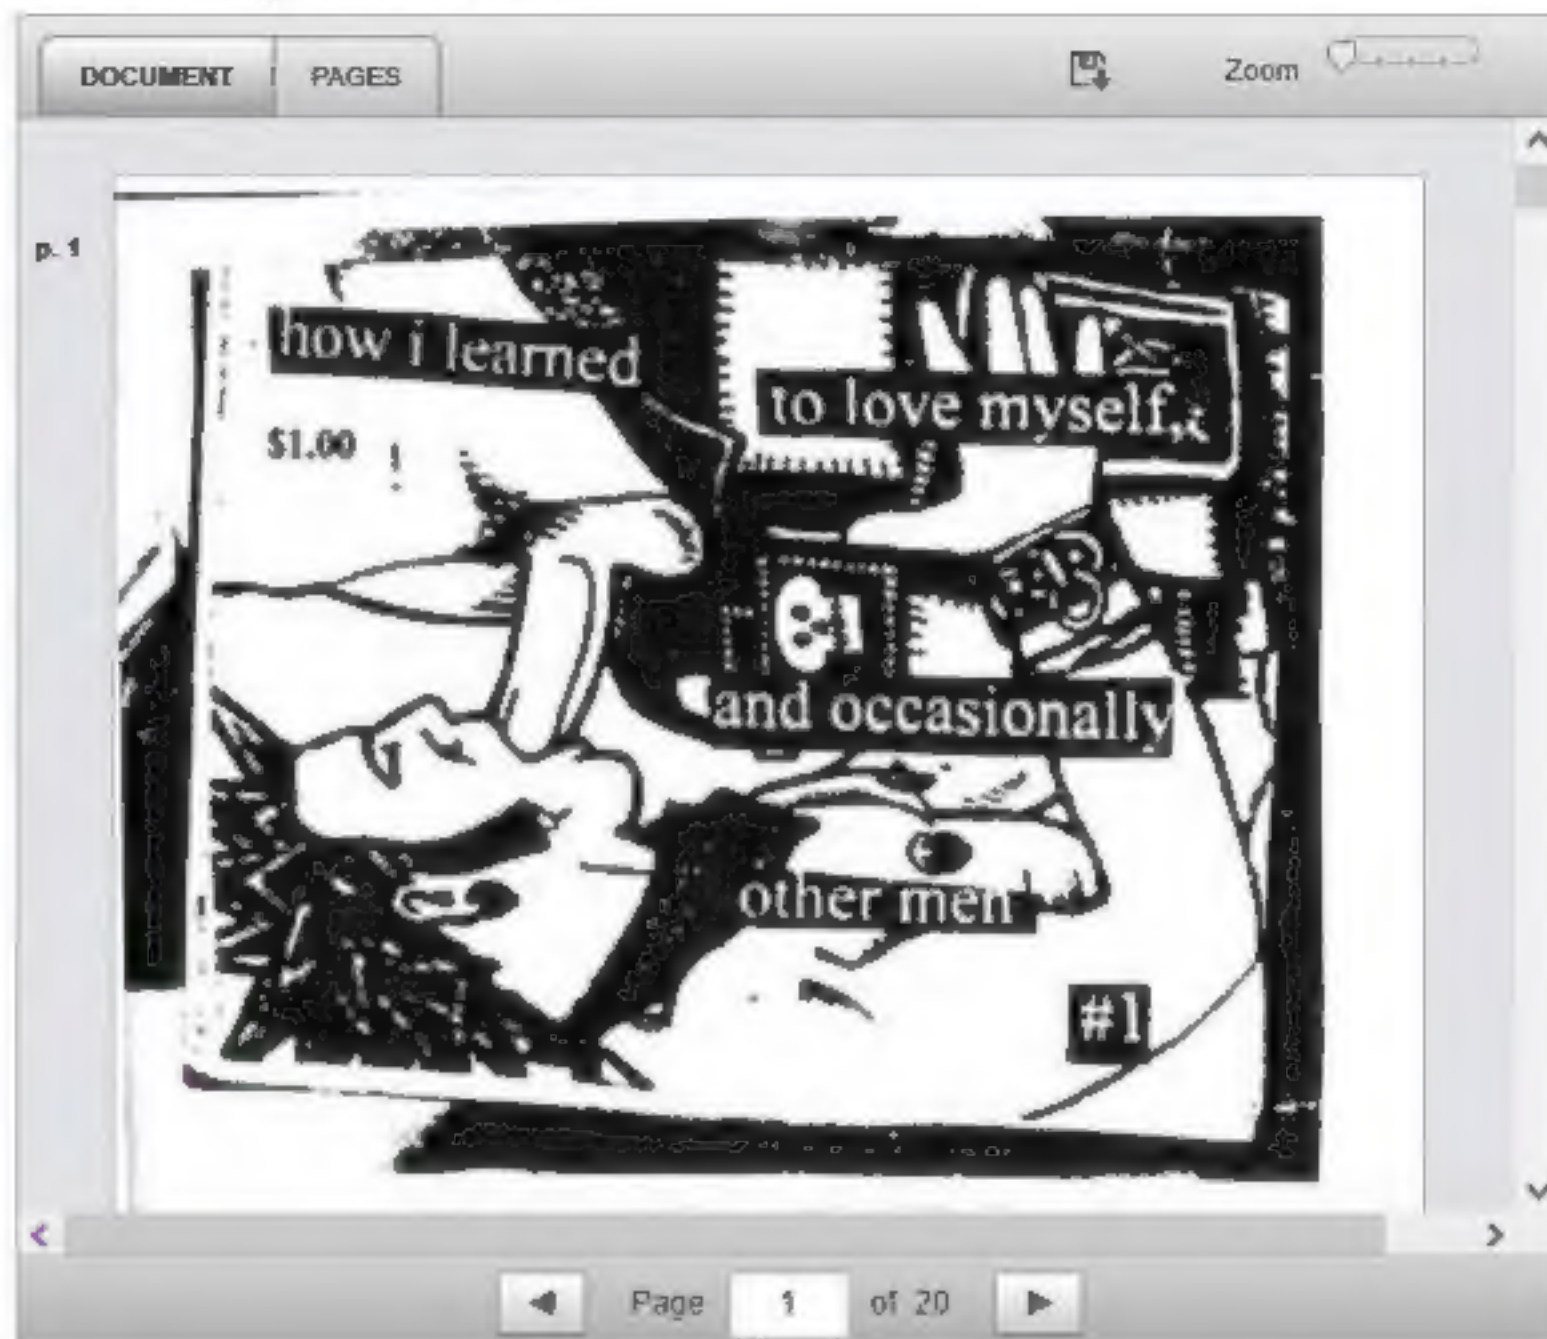 DOCUMENT PAGES Zoom
p. 1
how i learned
to love myself,
$1.00
and occasionally
other men
#1
Page 1 of 20